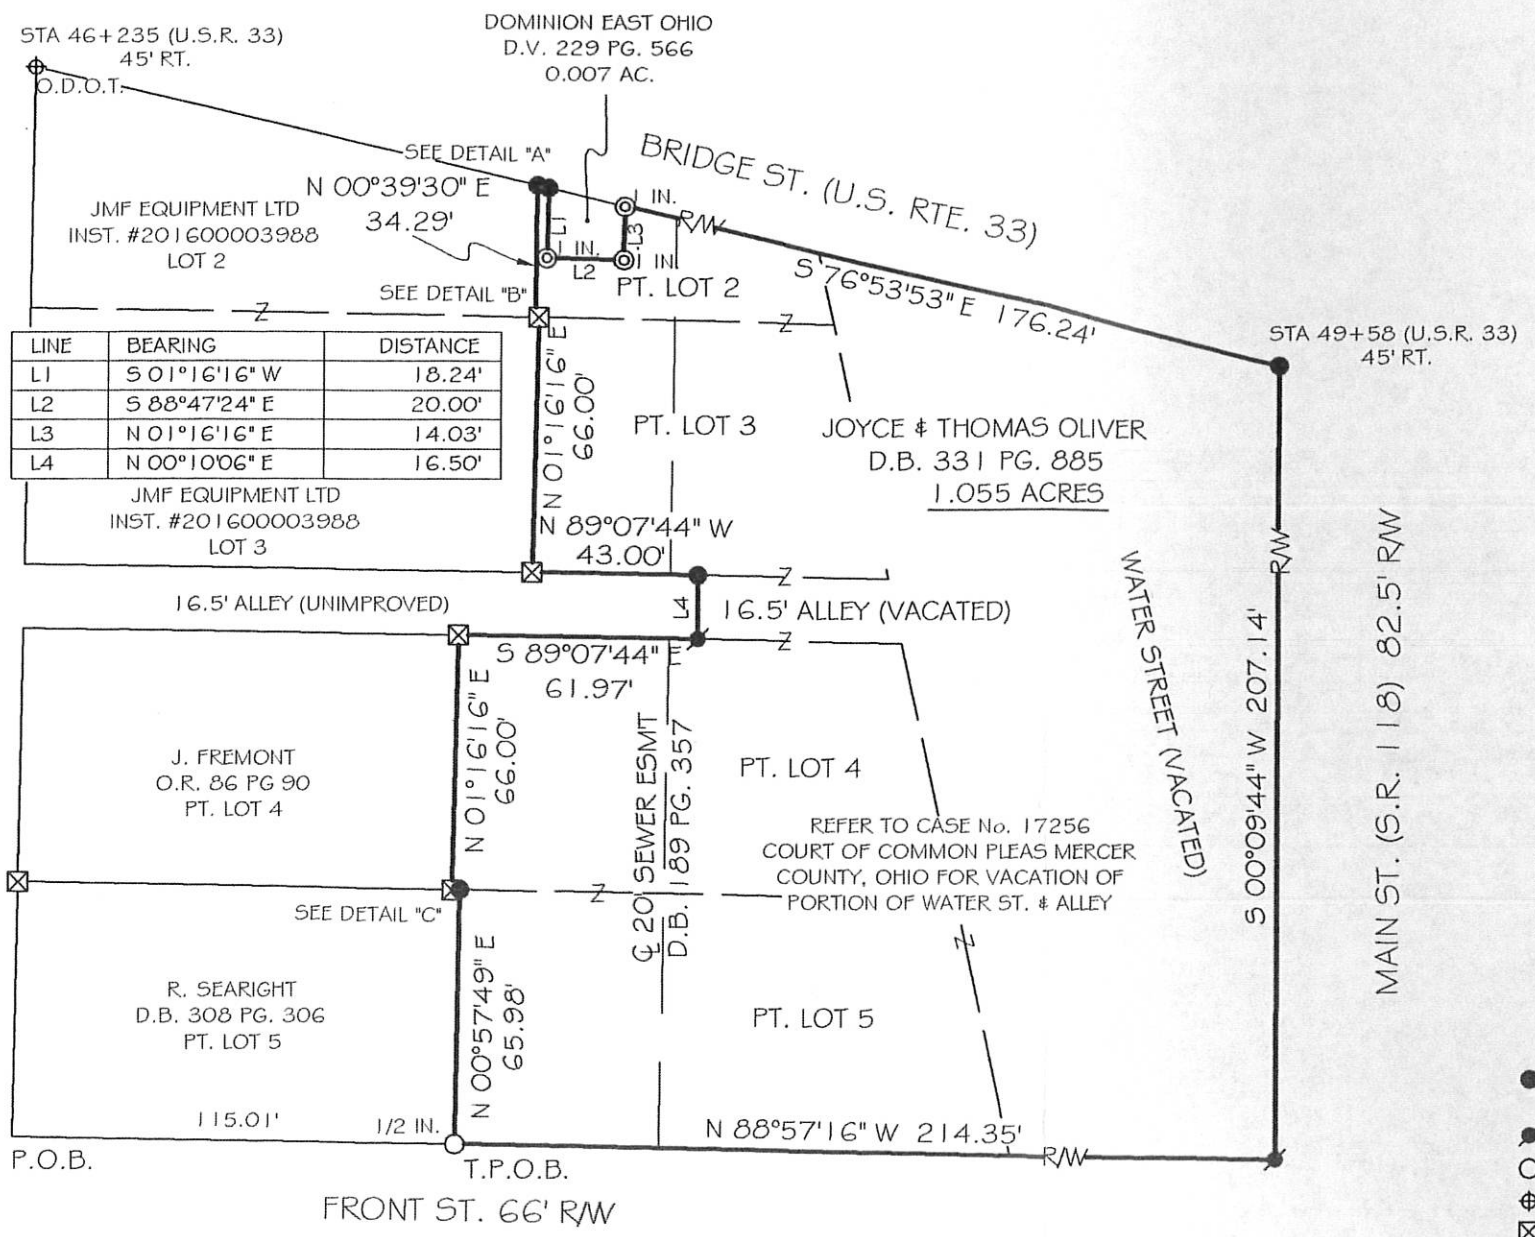 STA 46+235 (U.S.R. 33)
45' RT.
O.D.O.T.
DOMINION EAST OHIO
D.V. 229 PG. 566
0.007 AC.
SEE DETAIL "A"
BRIDGE ST. (U.S. RTE. 33)
N 00°39'30" E
34.29'
JMF EQUIPMENT LTD
INST. #201600003988
LOT 2
L1
1 IN.
L2
L3
1 IN.
1 IN
R/W
PT. LOT 2
S 76°53'53" E 176.24'
SEE DETAIL "B"
Z
Z
STA 49+58 (U.S.R. 33)
45' RT.
LINE BEARING DISTANCE
L1 S 01°16'16" W 18.24'
L2 S 88°47'24" E 20.00'
L3 N 01°16'16" E 14.03'
L4 N 00°10'06" E 16.50'
N 01°16'16" E
66.00'
PT. LOT 3
JOYCE & THOMAS OLIVER
D.B. 331 PG. 885
1.055 ACRES
JMF EQUIPMENT LTD
INST. #201600003988
LOT 3
N 89°07'44" W
43.00'
Z
16.5' ALLEY (UNIMPROVED)
L4
16.5' ALLEY (VACATED)
Z
S 89°07'44" E
61.97'
WATER STREET (VACATED)
R/W
S 00°09'44" W 207.14'
MAIN ST. (S.R. 118) 82.5' R/W
J. FREMONT
O.R. 86 PG 90
PT. LOT 4
N 01°16'16" E
66.00'
℄ 20' SEWER ESMT
D.B. 189 PG. 357
PT. LOT 4
REFER TO CASE No. 17256
COURT OF COMMON PLEAS MERCER
COUNTY, OHIO FOR VACATION OF
PORTION OF WATER ST. & ALLEY
SEE DETAIL "C"
Z
Z
R. SEARIGHT
D.B. 308 PG. 306
PT. LOT 5
N 00°57'49" E
65.98'
PT. LOT 5
115.01'
1/2 IN.
N 88°57'16" W 214.35'
R/W
P.O.B.
T.P.O.B.
FRONT ST. 66' R/W